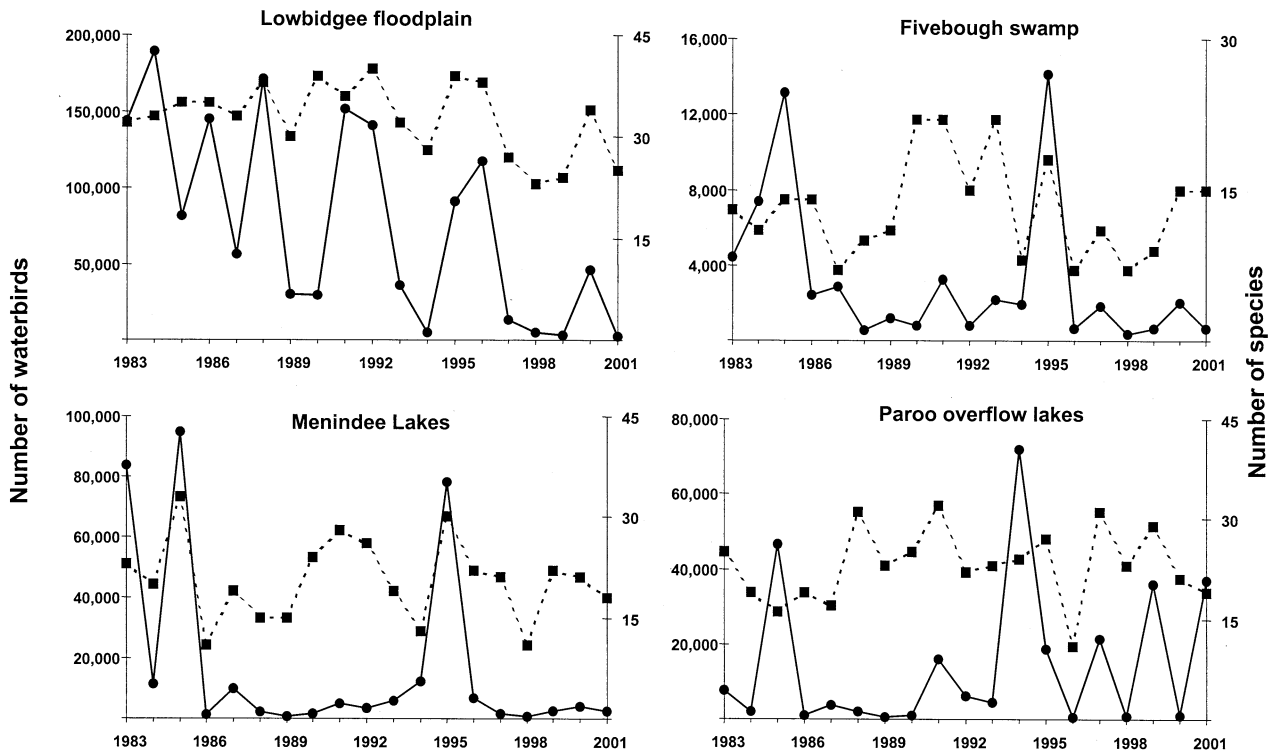 Lowbidgee floodplain
200,000
150,000
100,000
50,000
45
30
15
1983 1986 1989 1992 1995 1998 2001
Fivebough swamp
16,000
12,000
8,000
4,000
30
15
1983 1986 1989 1992 1995 1998 2001
Menindee Lakes
100,000
80,000
60,000
40,000
20,000
45
30
15
1983 1986 1989 1992 1995 1998 2001
Paroo overflow lakes
80,000
60,000
40,000
20,000
45
30
15
1983 1986 1989 1992 1995 1998 2001
Number of waterbirds
Number of species